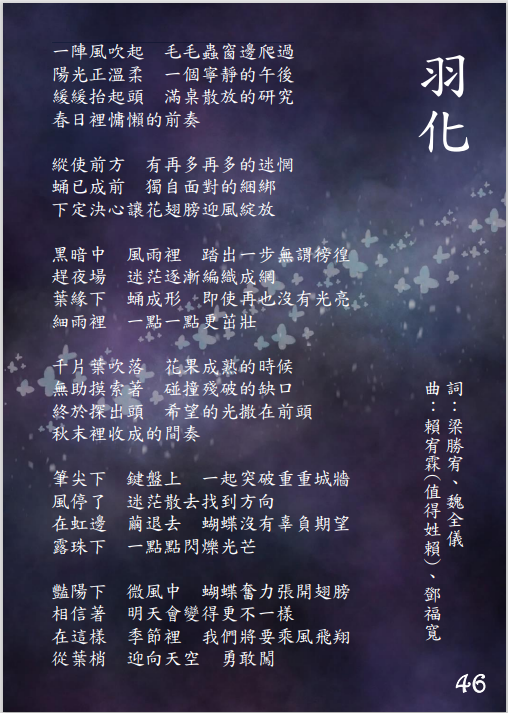 羽化
一陣風吹起　毛毛蟲窗邊爬過
陽光正溫柔　一個寧靜的午後
緩緩抬起頭　滿桌散放的研究
春日裡慵懶的前奏
縱使前方　有再多再多的迷惘
蛹已成前　獨自面對的綑綁
下定決心讓花翅膀迎風綻放
黑暗中　風雨裡　踏出一步無謂徬徨
趕夜場　迷茫逐漸編織成網
葉緣下　蛹成形　即使再也沒有光亮
細雨裡　一點一點更茁壯
千片葉吹落　花果成熟的時候
無助摸索著　碰撞殘破的缺口
終於探出頭　希望的光撒在前頭
秋末裡收成的間奏
筆尖下　鍵盤上　一起突破重重城牆
風停了　迷茫散去找到方向
在虹邊　繭退去　蝴蝶沒有辜負期望
露珠下　一點點閃爍光芒
豔陽下　微風中　蝴蝶奮力張開翅膀
相信著　明天會變得更不一樣
在這樣　季節裡　我們將要乘風飛翔
從葉梢　迎向天空　勇敢闖
詞：梁勝宥、魏全儀
曲：賴宥霖(值得姓賴)、鄧福寬
46